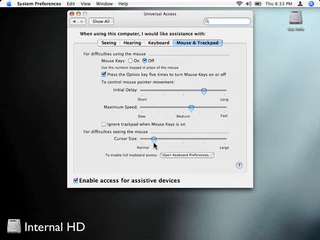 System Preferences Edit View Window Help
Thu 8:33 PM
Universal Access
Show All
When using this computer, I would like assistance with:
Seeing Hearing Keyboard Mouse & Trackpad
For difficulties using the mouse
Mouse Keys: On Off
Use the numeric keypad in place of the mouse
Press the Option key five times to turn Mouse Keys on or off
To control mouse pointer movement:
Initial Delay:
Short Long
Maximum Speed:
Slow Medium Fast
Ignore trackpad when Mouse Keys is on
For difficulties seeing the mouse
Cursor Size:
Normal Large
To enable full keyboard access: Open Keyboard Preferences...
?
Enable access for assistive devices
Internal HD